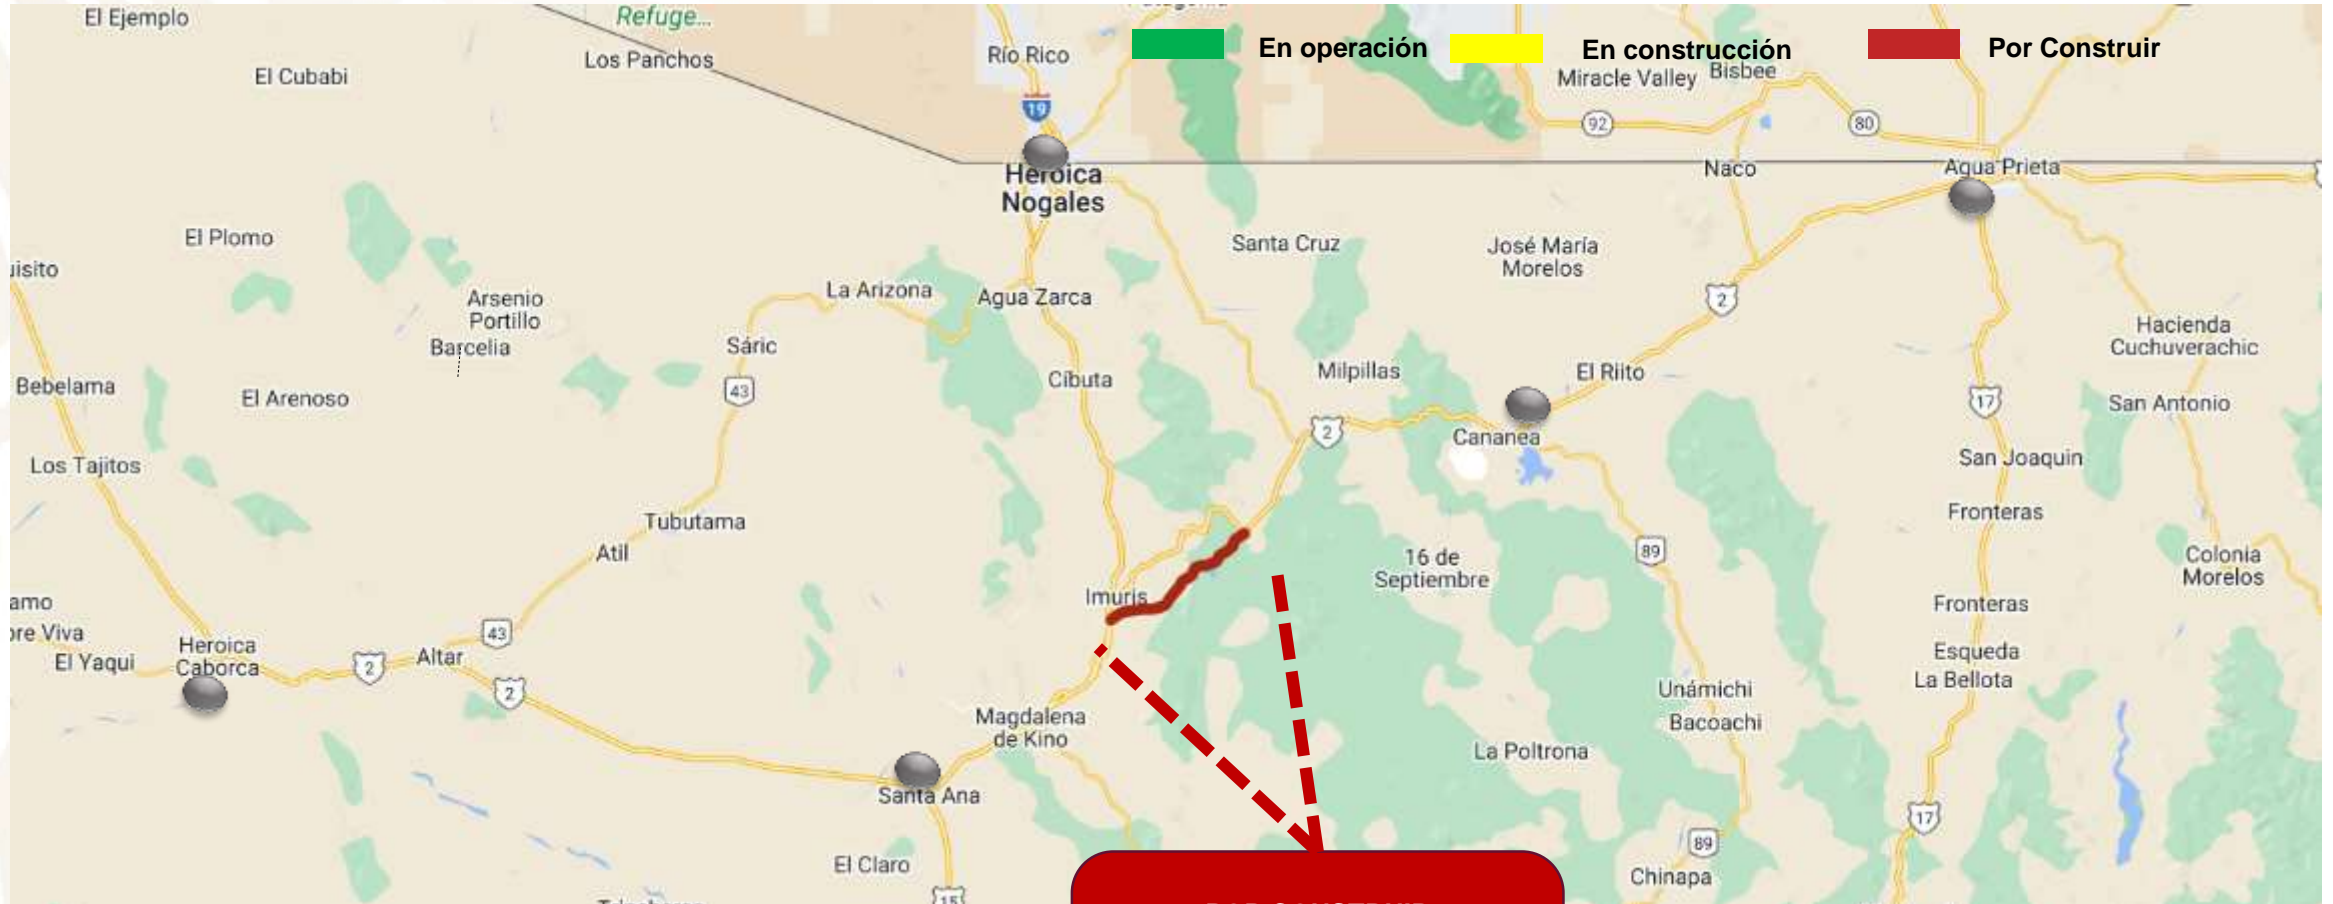 El Ejemplo
Refuge...
Los Panchos
El Cubabi
Río Rico
19
En operación
En construcción
Por Construir
Miracle Valley
Bisbee
92
80
Heroica
Nogales
Naco
Agua Prieta
El Plomo
Santa Cruz
José María
Morelos
Arsenio
Portillo
Barcelia
La Arizona
Agua Zarca
2
Hacienda
Cuchuverachic
Sáric
43
Cíbuta
Milpillas
El Riito
Bebelama
El Arenoso
17
San Antonio
2
Cananea
Los Tajitos
San Joaquin
Tubutama
Fronteras
Atil
16 de
Septiembre
89
Colonia
Morelos
Imuris
Fronteras
43
Heroica
Caborca
El Yaqui
2
Altar
2
Esqueda
La Bellota
Unámichi
Bacoachi
Magdalena
de Kino
La Poltrona
Santa Ana
17
El Claro
89
Chinapa
15